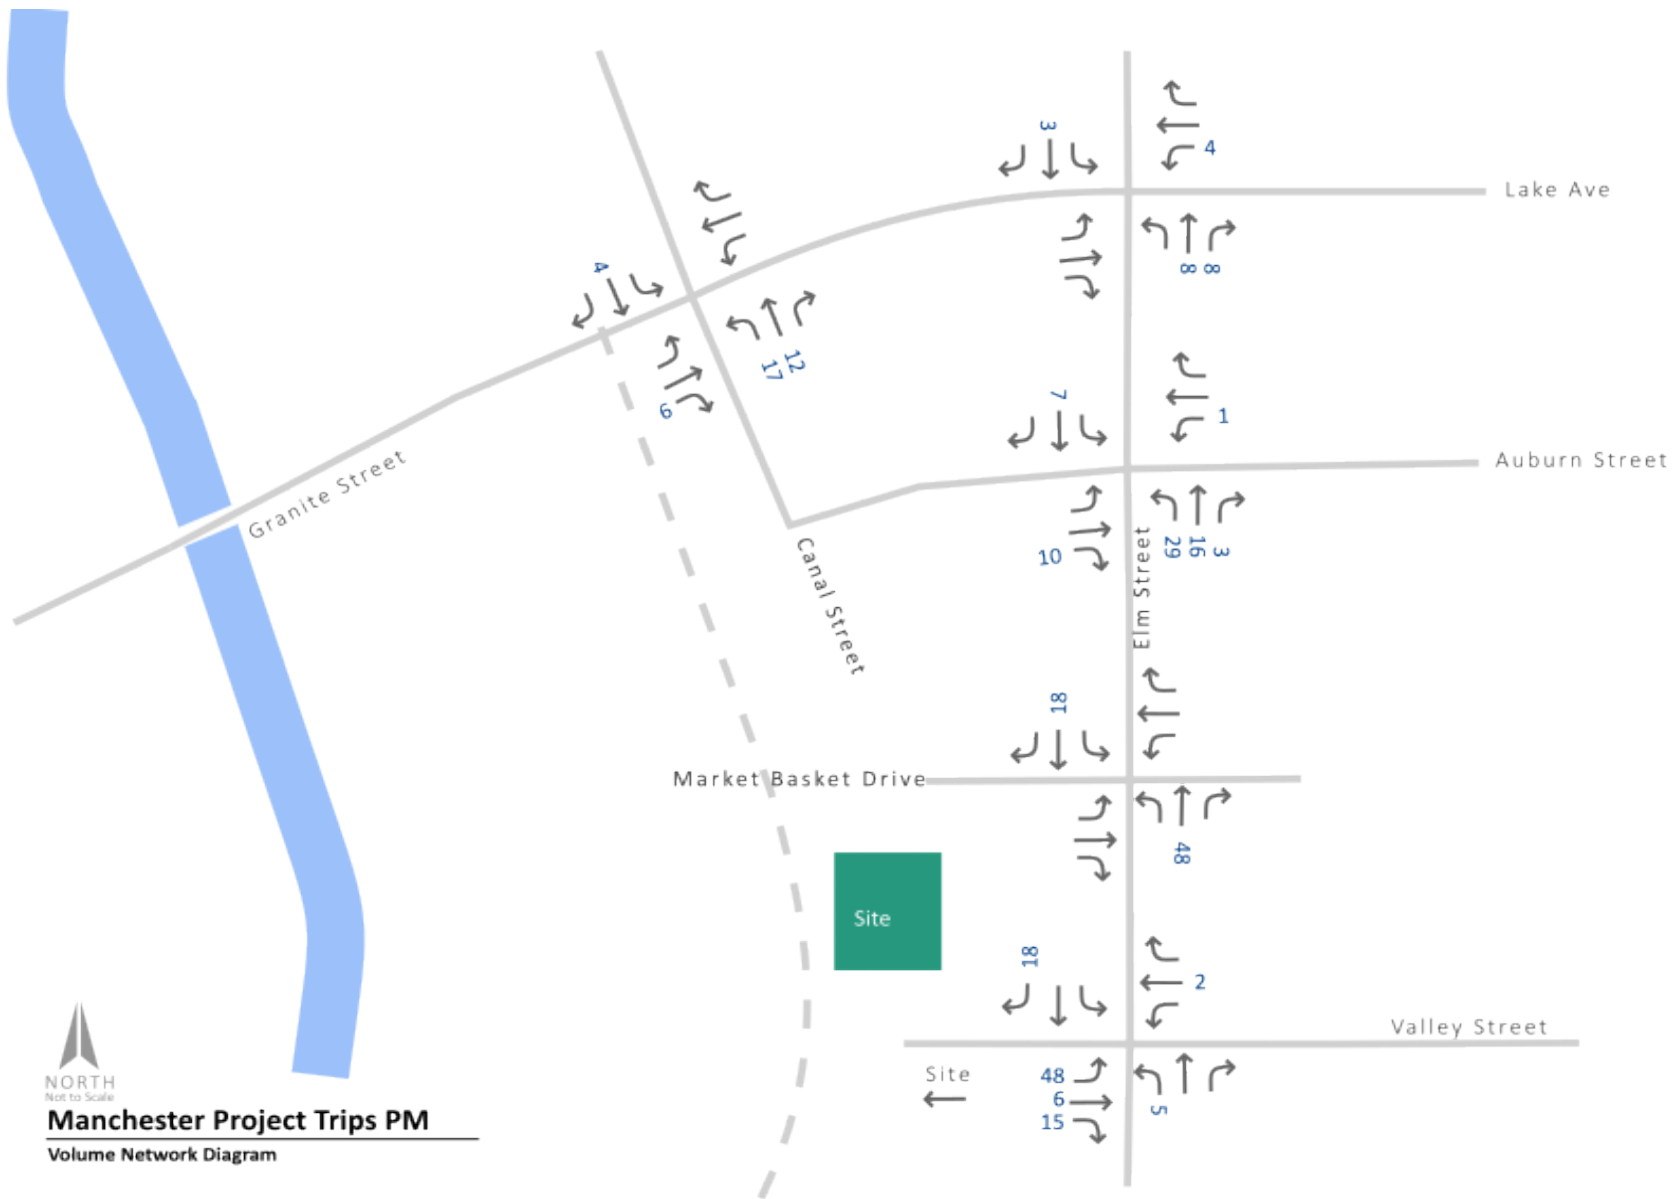 3
4
Lake Ave
8
8
4
12
17
6
7
1
Auburn Street
Granite Street
10
29
16
3
Elm Street
Canal Street
18
Market Basket Drive
48
Site
18
2
Valley Street
Site
48
6
15
5
NORTH
Not to Scale
Manchester Project Trips PM
Volume Network Diagram